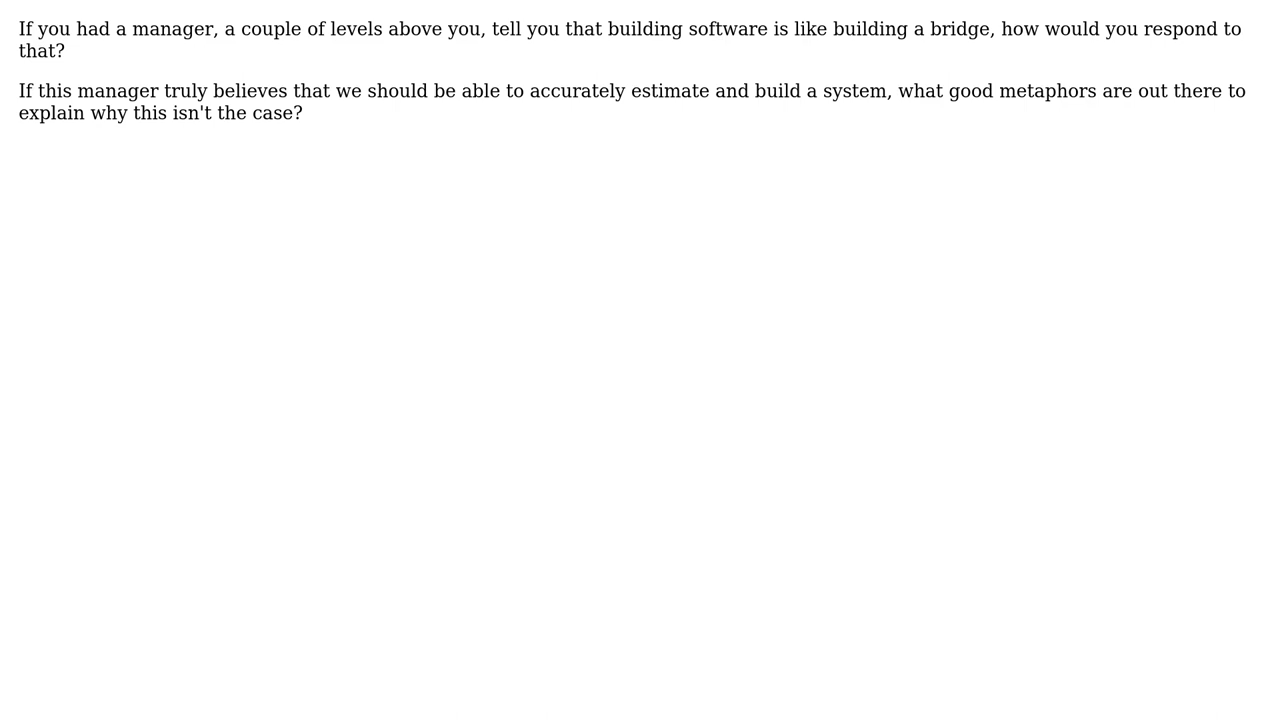 If you had a manager, a couple of levels above you, tell you that building software is like building a bridge, how would you respond to
that?
If this manager truly believes that we should be able to accurately estimate and build a system, what good metaphors are out there to
explain why this isn't the case?